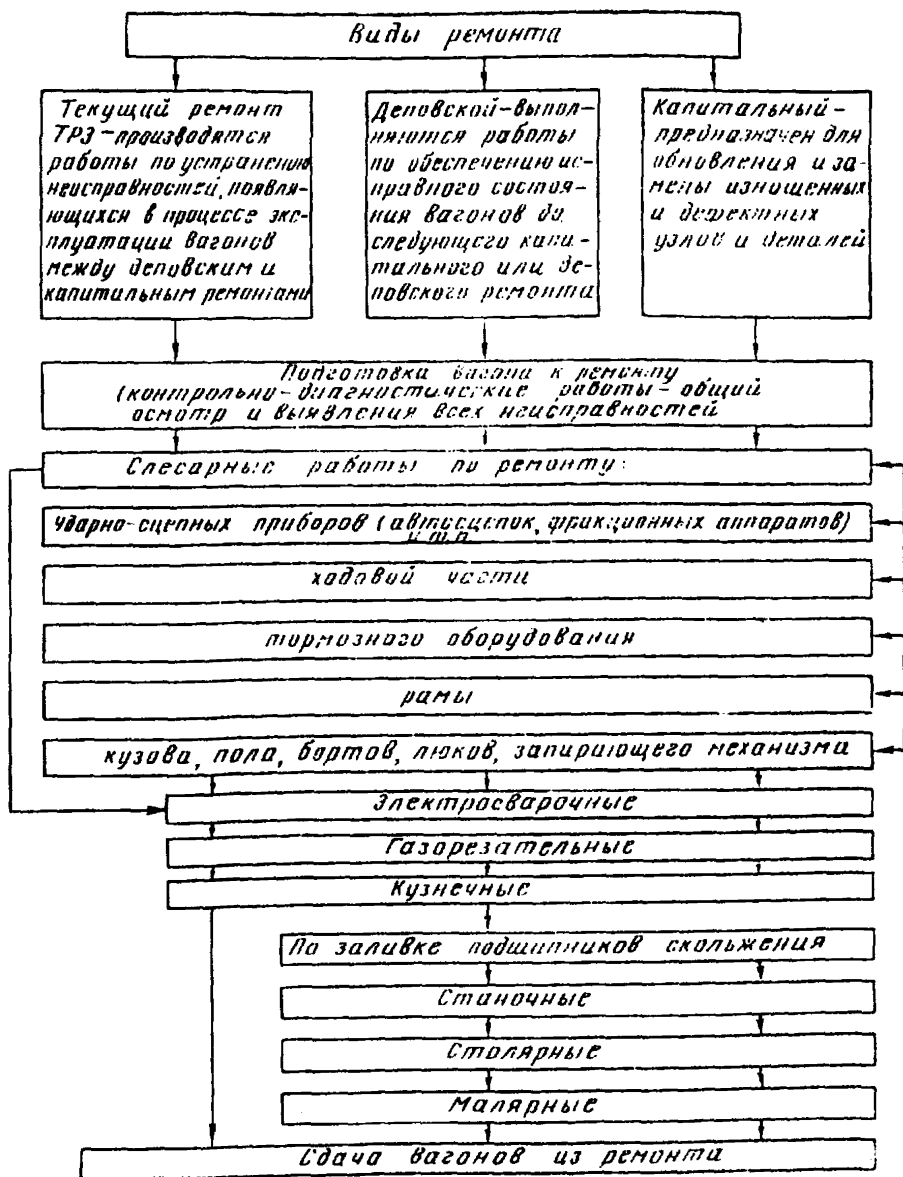 Виды ремонта
Текущий ремонт
ТРЗ–производятся
работы по устранению
неисправностей, появля-
ющихся в процессе экс-
плуатации вагонов
между деповским и
капитальным ремонтами
Деповской–выпол-
няются работы
по обеспечению ис-
правного состоя-
ния вагонов до
следующего капи-
тального или де-
повского ремонта
Капитальный–
предназначен для
обновления и за-
мены изношенных
и дефектных
узлов и деталей
Подготовка вагона к ремонту
(контрольно-диагностические работы–общий
осмотр и выявления всех неисправностей
Слесарные работы по ремонту:
Ударно-сцепных приборов (автосцепок, фрикционных аппаратов)
и т.п.
ходовой части
тормозного оборудования
рамы
кузова, пола, бортов, люков, запирающего механизма
Электросварочные
Газорезательные
Кузнечные
По заливке подшипников скольжения
Станочные
Столярные
Малярные
Сдача вагонов из ремонта